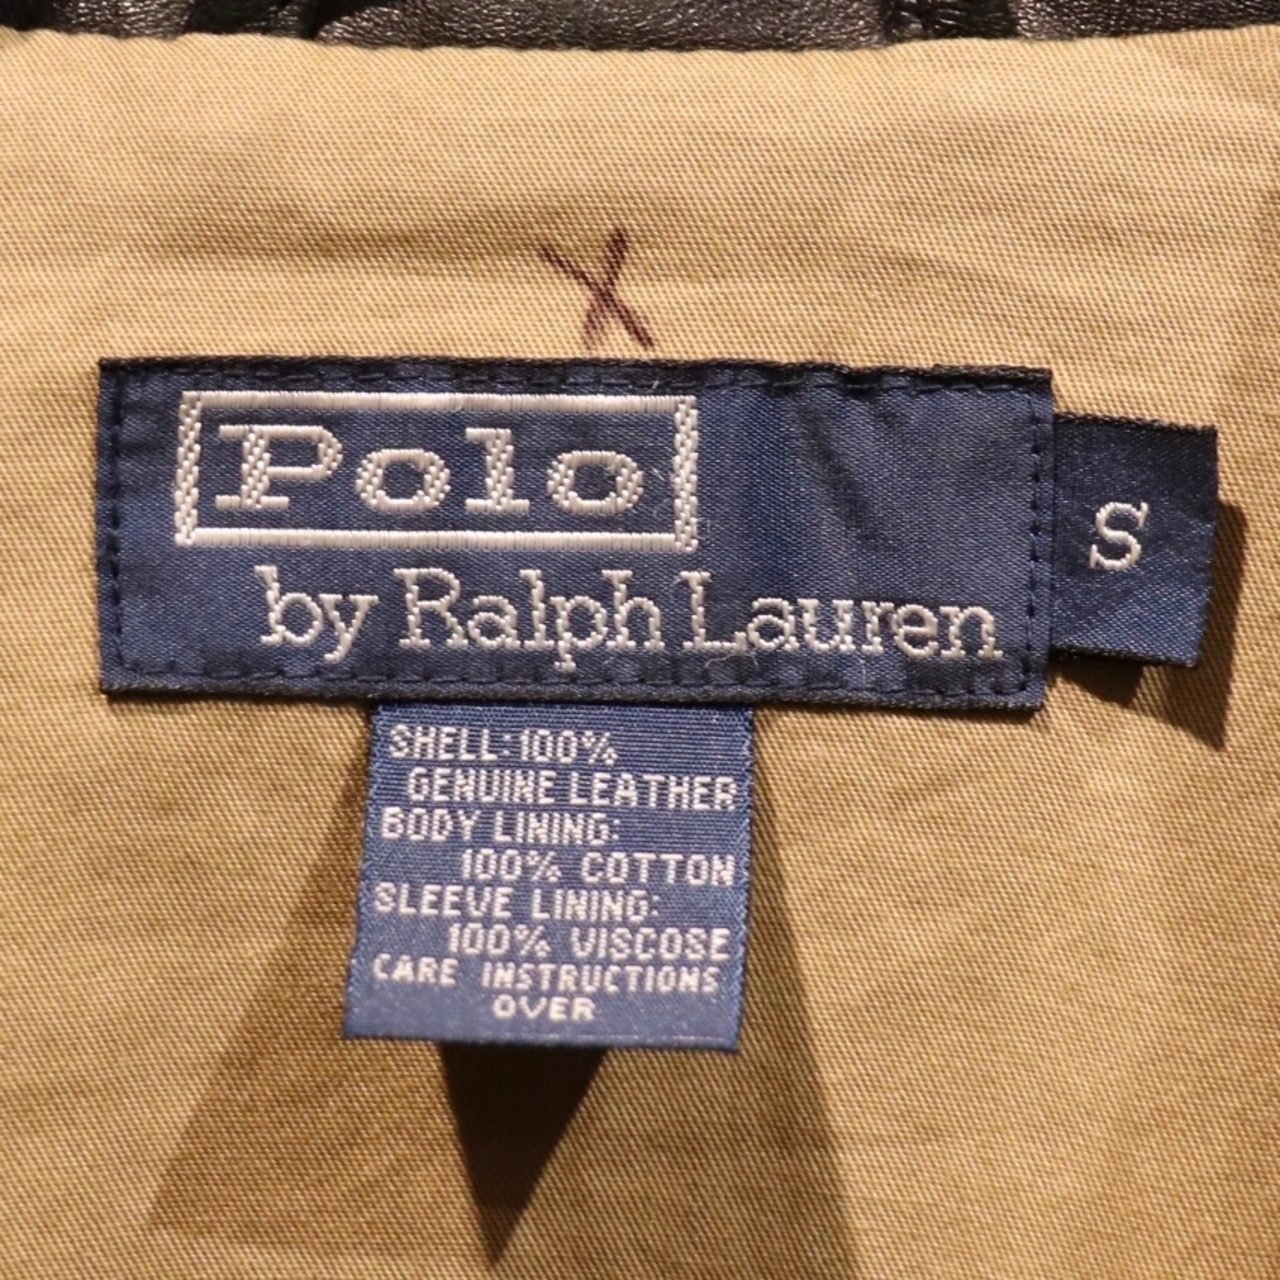 X
Polo
by Ralph Lauren
S
SHELL:100%
GENUINE LEATHER
BODY LINING:
100% COTTON
SLEEVE LINING:
100% VISCOSE
CARE INSTRUCTIONS
OVER